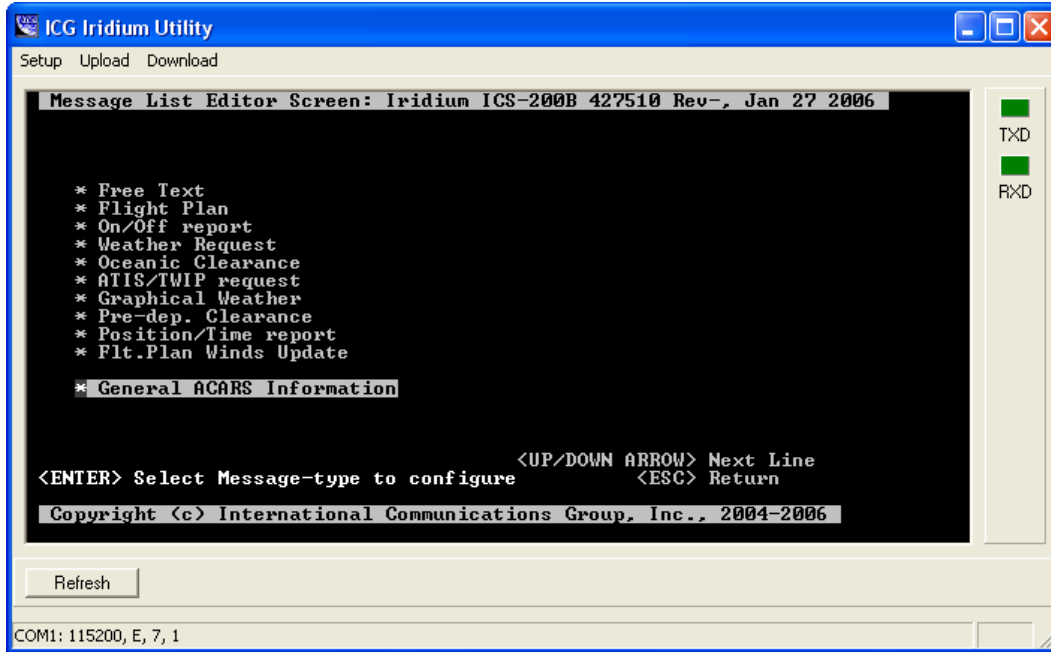 ICG Iridium Utility
Setup Upload Download
Message List Editor Screen: Iridium ICS-200B 427510 Rev-, Jan 27 2006
TXD
RXD
* Free Text
* Flight Plan
* On/Off report
* Weather Request
* Oceanic Clearance
* ATIS/TWIP request
* Graphical Weather
* Pre-dep. Clearance
* Position/Time report
* Flt.Plan Winds Update
* General ACARS Information
<UP/DOWN ARROW> Next Line
<ENTER> Select Message-type to configure <ESC> Return
Copyright (c) International Communications Group, Inc., 2004-2006
Refresh
COM1: 115200, E, 7, 1